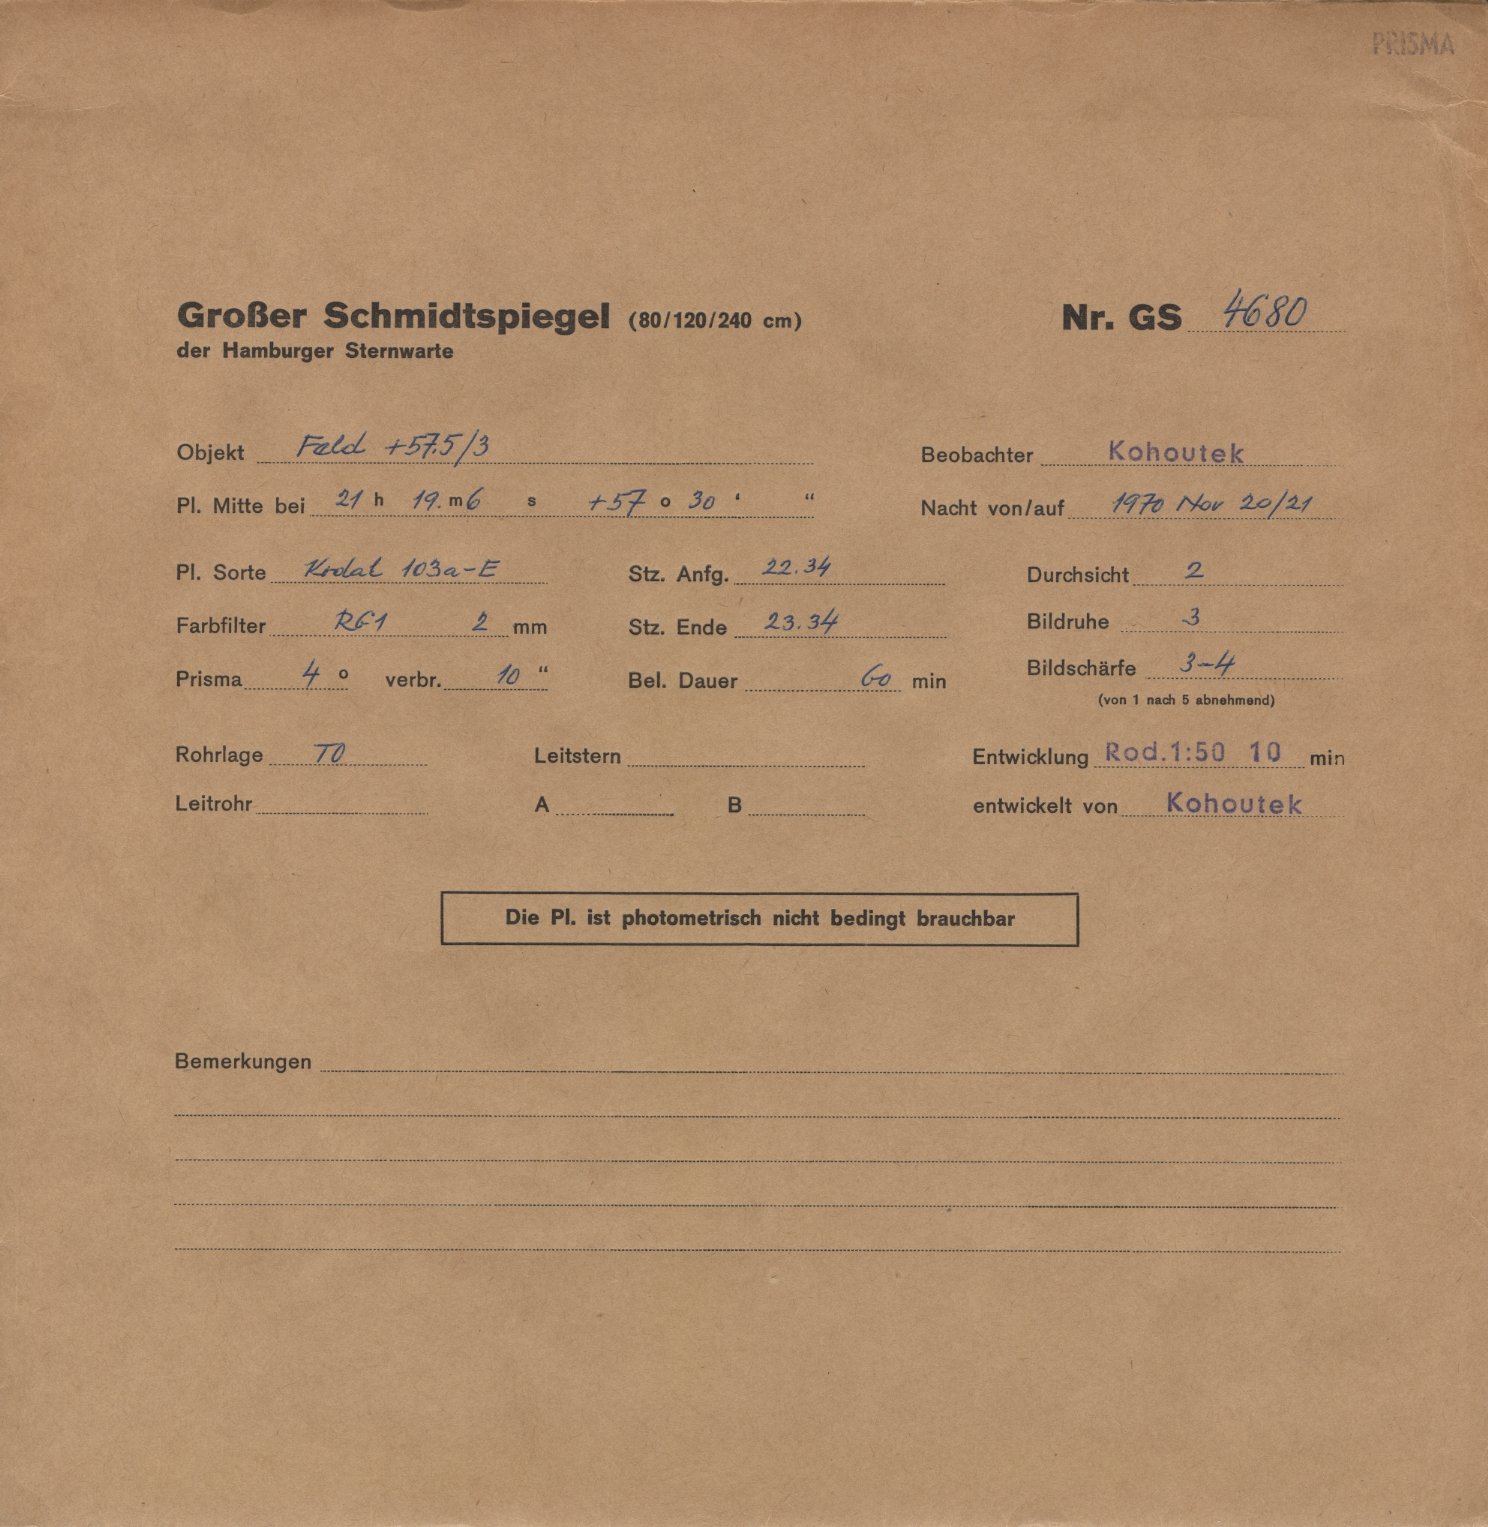 PRISMA
Großer Schmidtspiegel (80/120/240 cm) Nr. GS 4680
der Hamburger Sternwarte
Objekt Feld +57.5/3 Beobachter Kohoutek
Pl. Mitte bei 21 h 19. m 6 s +57 o 30 ' " Nacht von/auf 1970 Nov 20/21
Pl. Sorte Kodak 103a-E Stz. Anfg. 22.34 Durchsicht 2
Farbfilter RG1 2 mm Stz. Ende 23.34 Bildruhe 3
Prisma 4 o verbr. 10 " Bel. Dauer 60 min Bildschärfe 3-4
(von 1 nach 5 abnehmend)
Rohrlage TO Leitstern Entwicklung Rod.1:50 10 min
Leitrohr A B entwickelt von Kohoutek
Die Pl. ist photometrisch nicht bedingt brauchbar
Bemerkungen